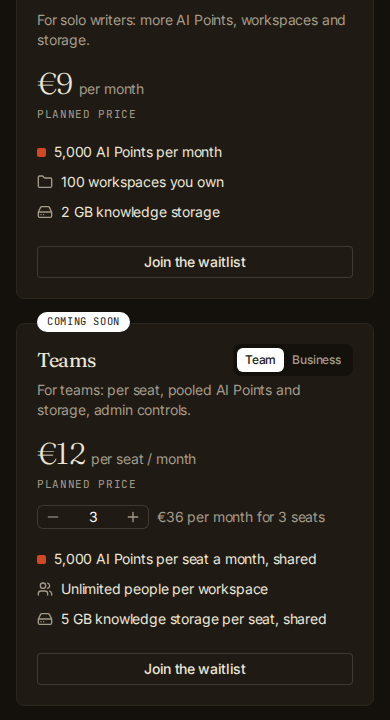 For solo writers: more AI Points, workspaces and
storage.
€9 per month
PLANNED PRICE
5,000 AI Points per month
100 workspaces you own
2 GB knowledge storage
Join the waitlist
COMING SOON
Teams
Team Business
For teams: per seat, pooled AI Points and
storage, admin controls.
€12 per seat / month
PLANNED PRICE
− 3 + €36 per month for 3 seats
5,000 AI Points per seat a month, shared
Unlimited people per workspace
5 GB knowledge storage per seat, shared
Join the waitlist